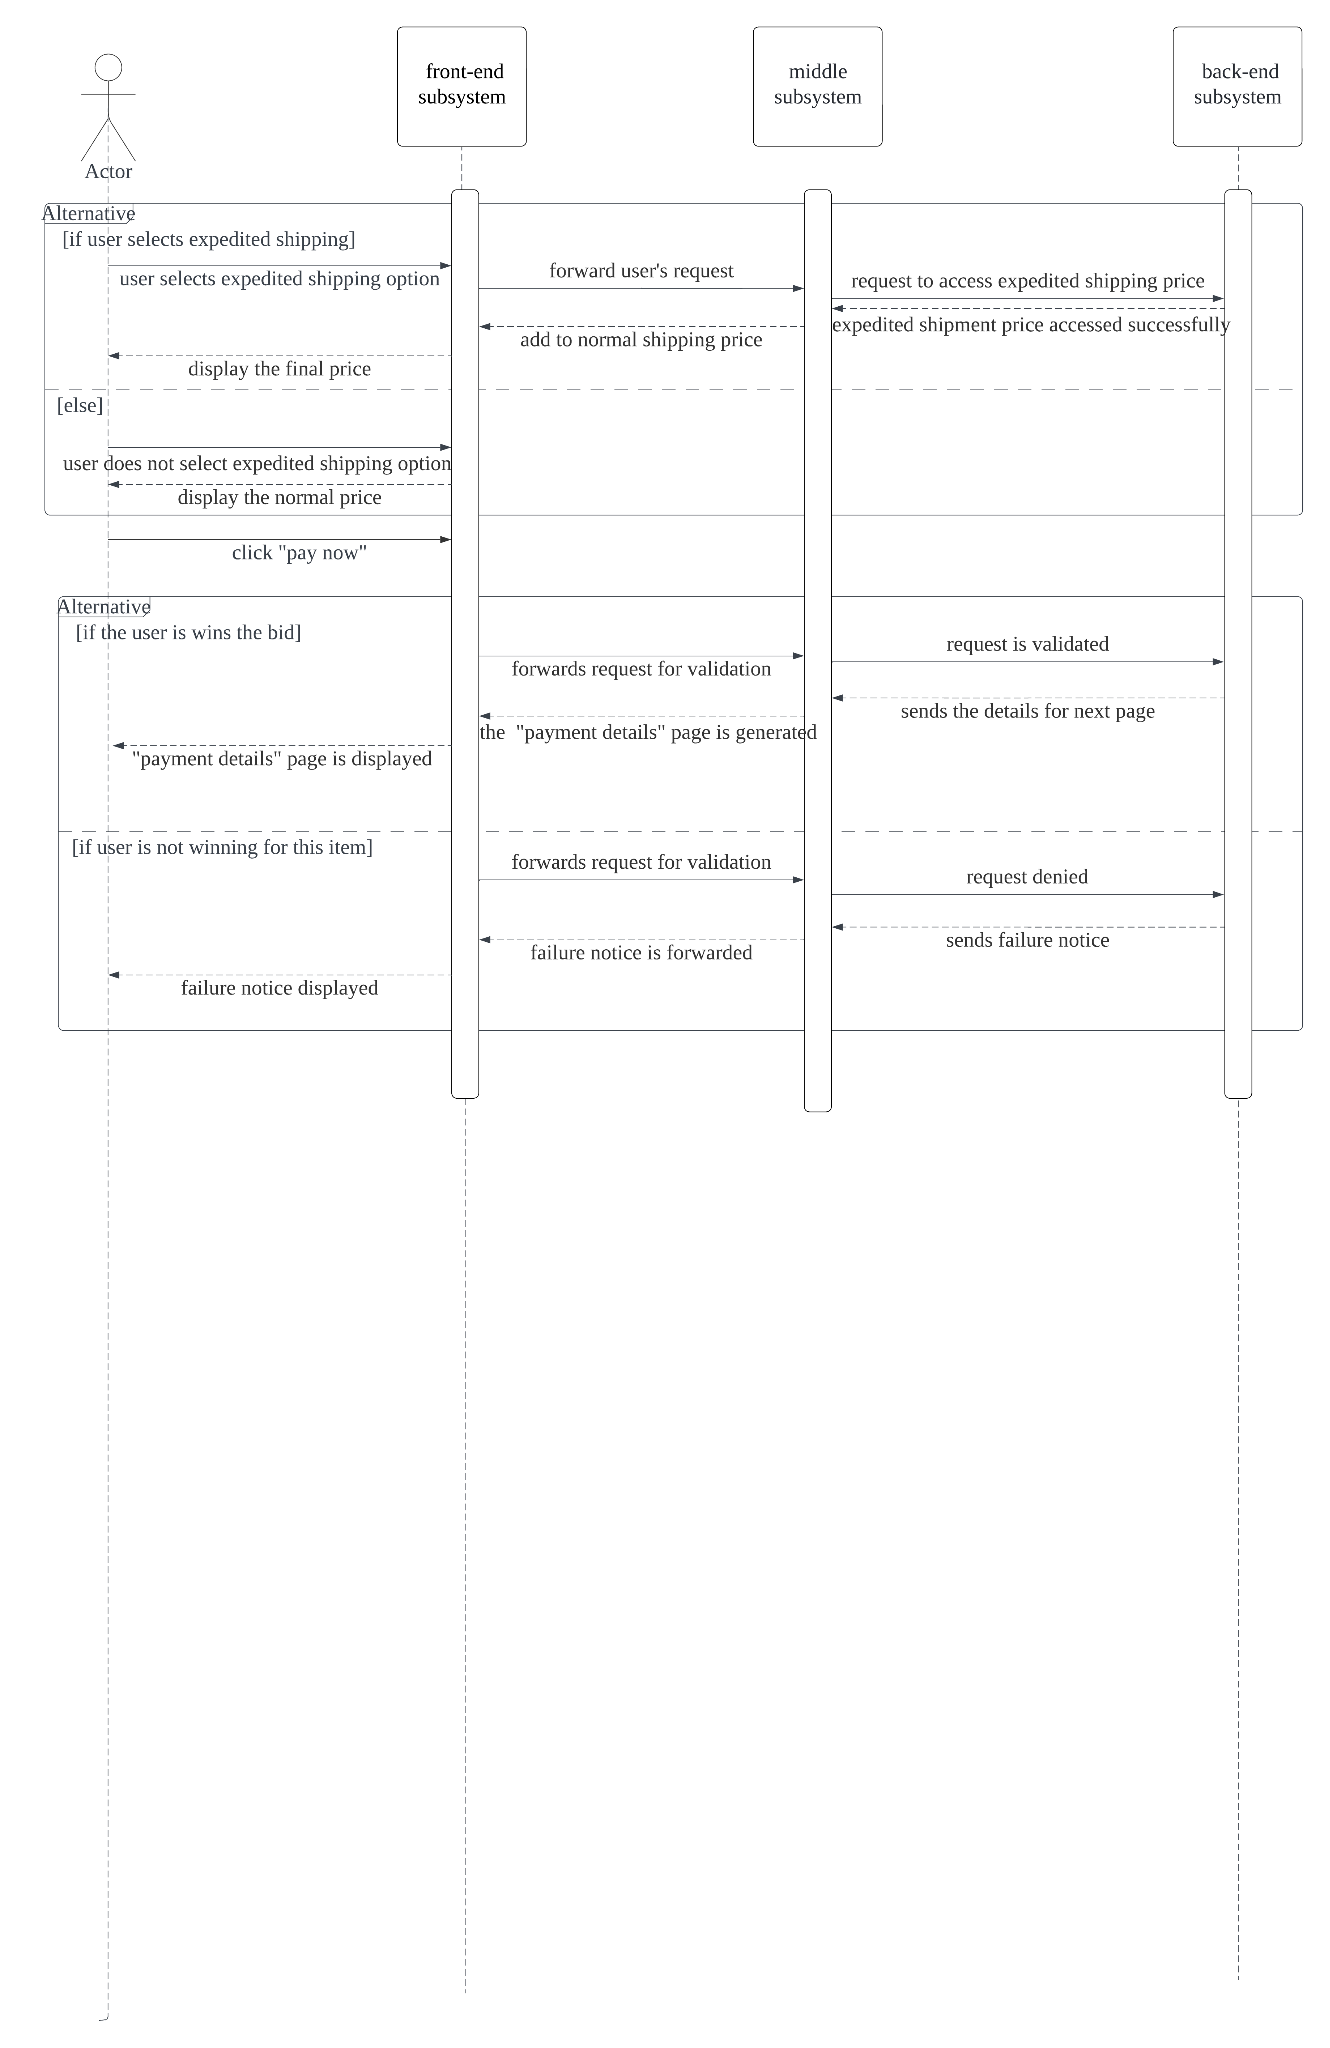 front-end
subsystem
middle
subsystem
back-end
subsystem
Actor
Alternative
[if user selects expedited shipping]
user selects expedited shipping option
forward user's request
request to access expedited shipping price
expedited shipment price accessed successfully
add to normal shipping price
display the final price
[else]
user does not select expedited shipping option
display the normal price
click "pay now"
Alternative
[if the user is wins the bid]
forwards request for validation
request is validated
sends the details for next page
the  "payment details" page is generated
"payment details" page is displayed
[if user is not winning for this item]
forwards request for validation
request denied
sends failure notice
failure notice is forwarded
failure notice displayed